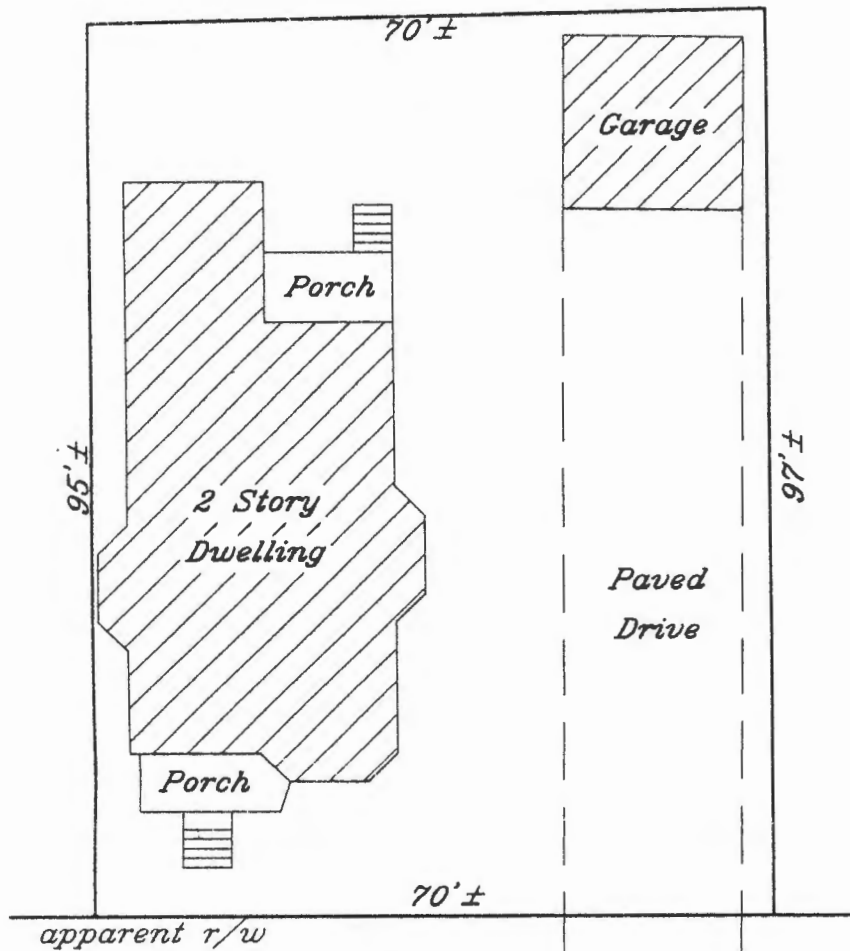 70'±
Garage
Porch
95'±
97'±
2 Story
Dwelling
Paved
Drive
Porch
70'±
apparent r/w